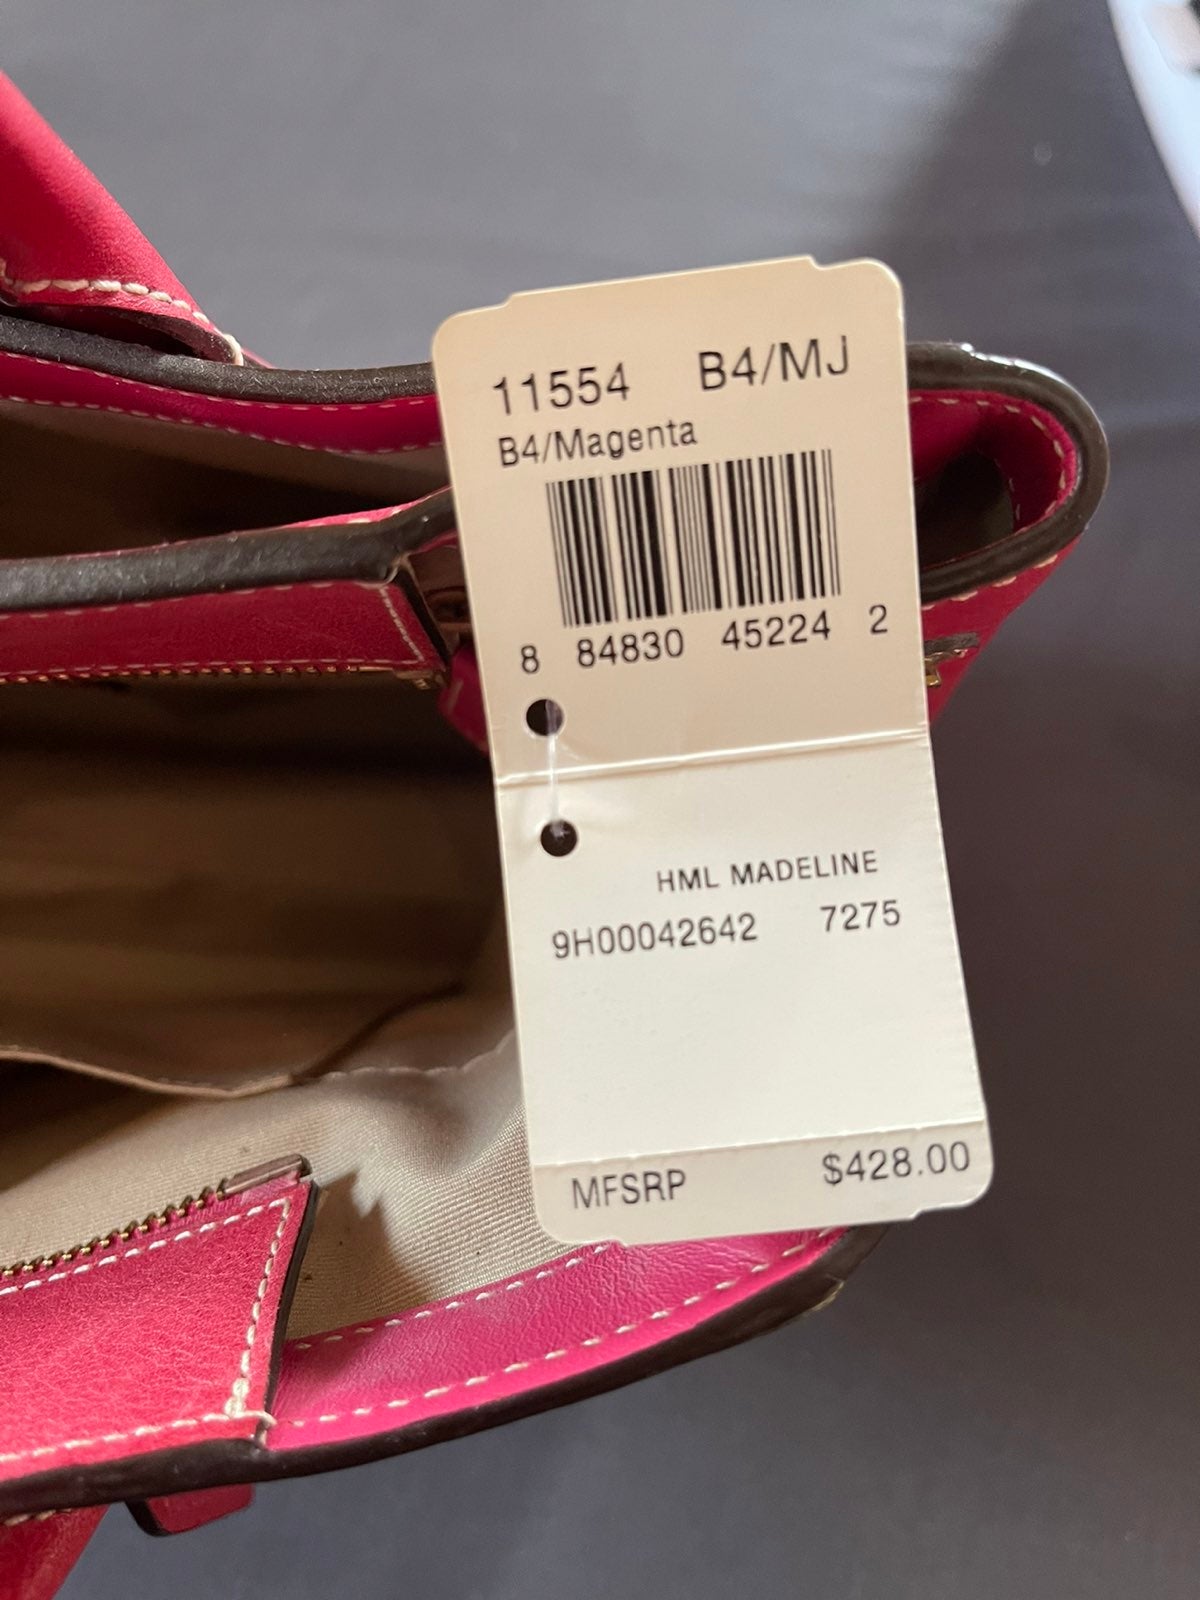 11554 B4/MJ
B4/Magenta
8 84830 45224 2
HML MADELINE
9H00042642 7275
MFSRP $428.00